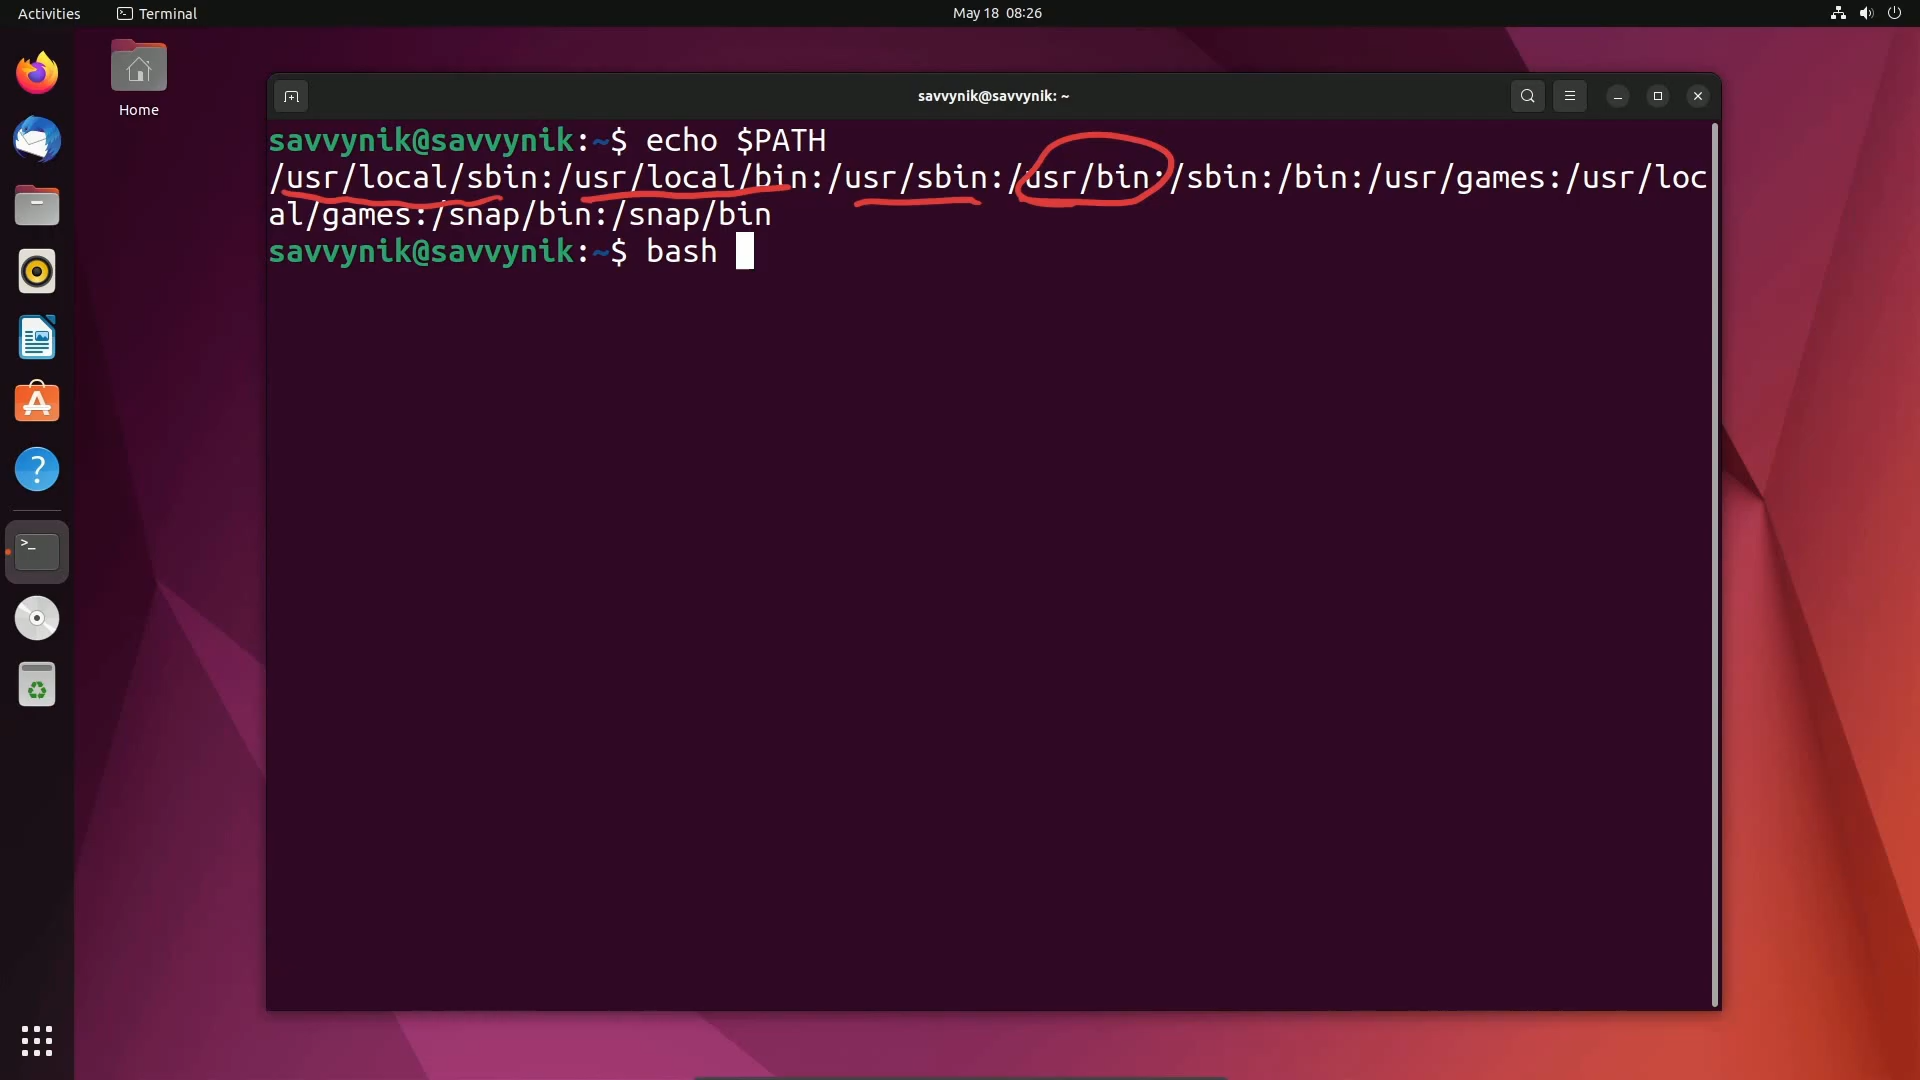 Activities Terminal May 18 08:26
Home
savvynik@savvynik: ~
savvynik@savvynik:~$ echo $PATH
/usr/local/sbin:/usr/local/bin:/usr/sbin:/usr/bin:/sbin:/bin:/usr/games:/usr/loc
al/games:/snap/bin:/snap/bin
savvynik@savvynik:~$ bash